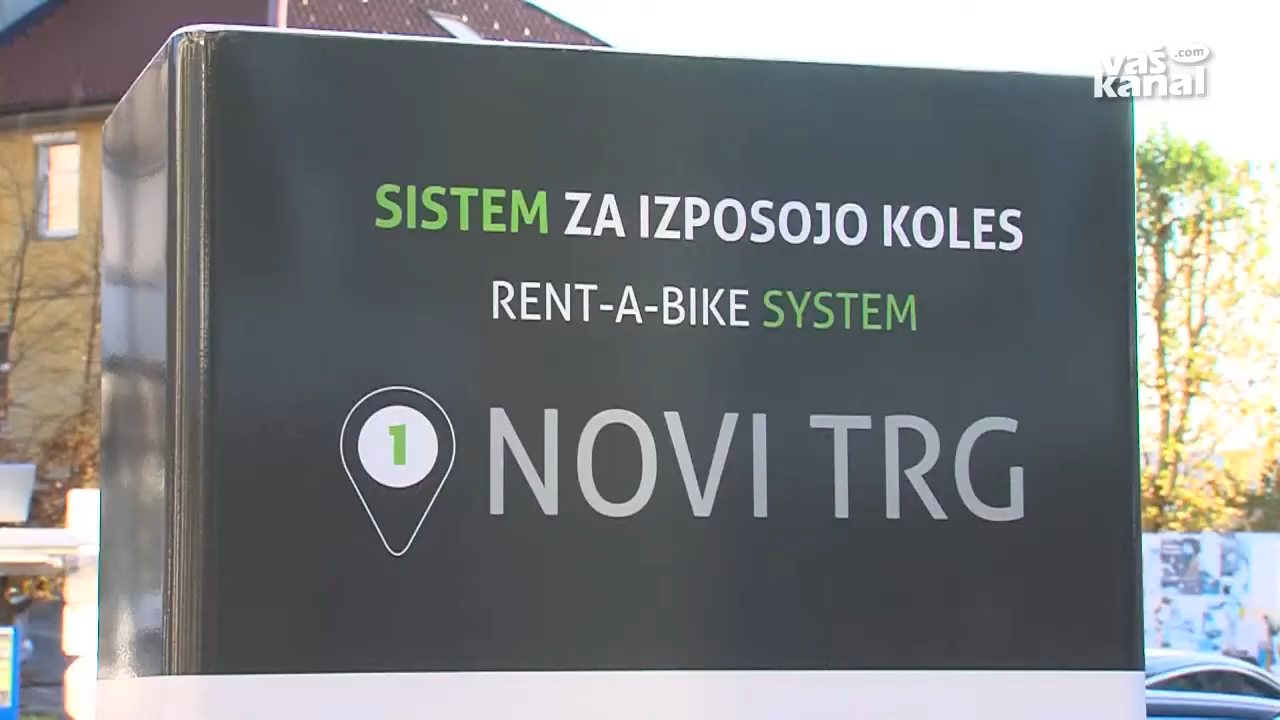 vaš .com
kanal
SISTEM ZA IZPOSOJO KOLES
RENT-A-BIKE SYSTEM
1 NOVI TRG